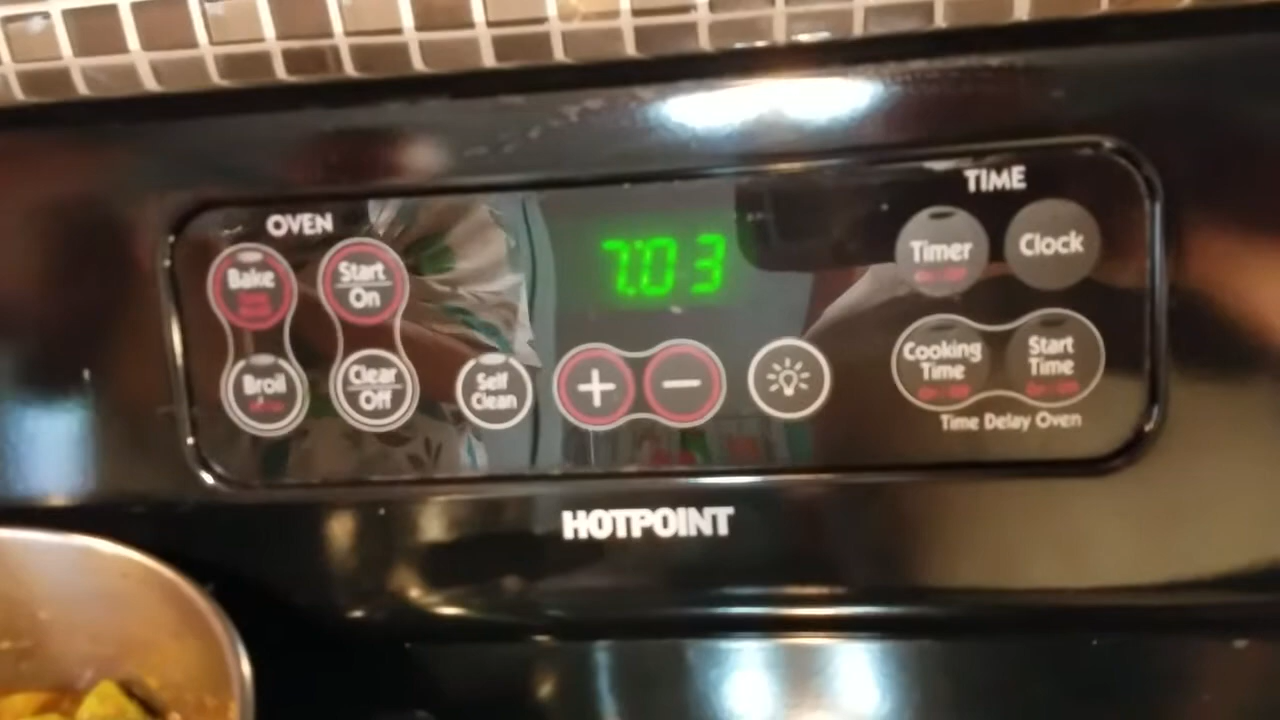 OVEN
TIME
7:03
Bake
Start
On
Timer
Clock
Broil
Clear
Off
Self
Clean
+
−
Cooking
Time
Start
Time
Time Delay Oven
HOTPOINT